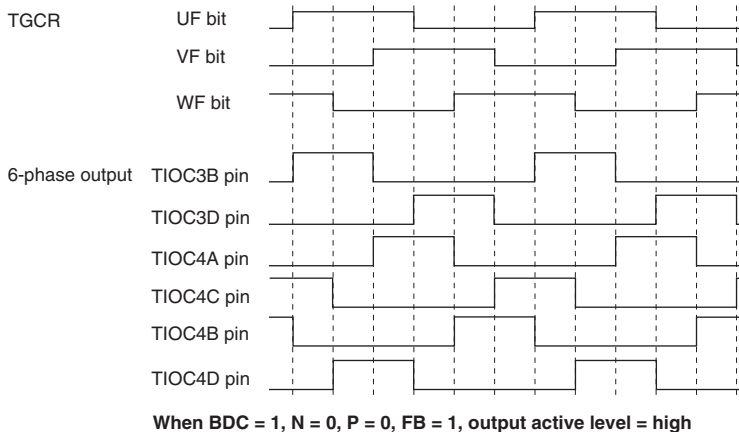 TGCR UF bit
VF bit
WF bit
6-phase output TIOC3B pin
TIOC3D pin
TIOC4A pin
TIOC4C pin
TIOC4B pin
TIOC4D pin
When BDC = 1, N = 0, P = 0, FB = 1, output active level = high